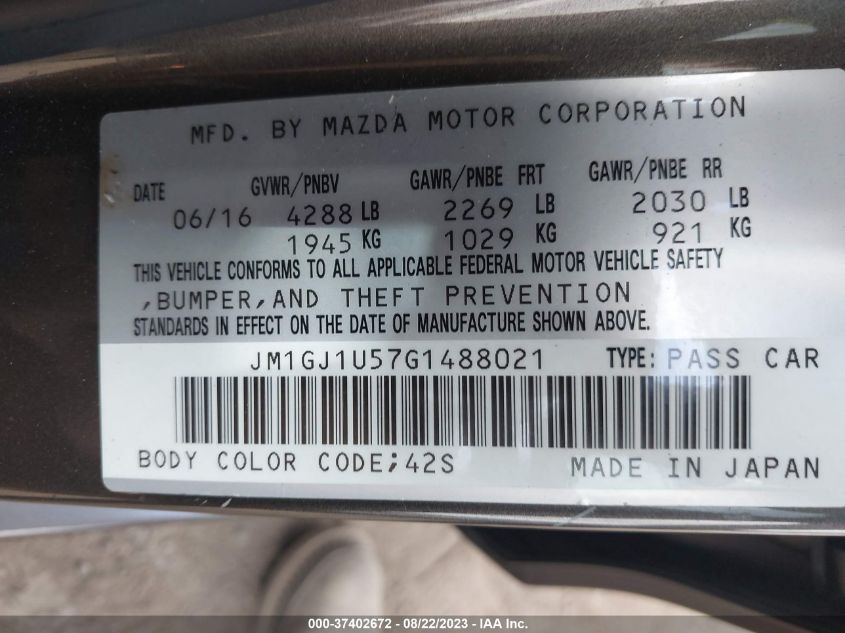 MFD. BY MAZDA MOTOR CORPORATION
DATE GVWR/PNBV GAWR/PNBE FRT GAWR/PNBE RR
06/16 4288 LB 2269 LB 2030 LB
1945 KG 1029 KG 921 KG
THIS VEHICLE CONFORMS TO ALL APPLICABLE FEDERAL MOTOR VEHICLE SAFETY
,BUMPER,AND THEFT PREVENTION
STANDARDS IN EFFECT ON THE DATE OF MANUFACTURE SHOWN ABOVE.
JM1GJ1U57G1488021 TYPE: PASS CAR
BODY COLOR CODE;42S MADE IN JAPAN
000-37402672 - 08/22/2023 - IAA Inc.